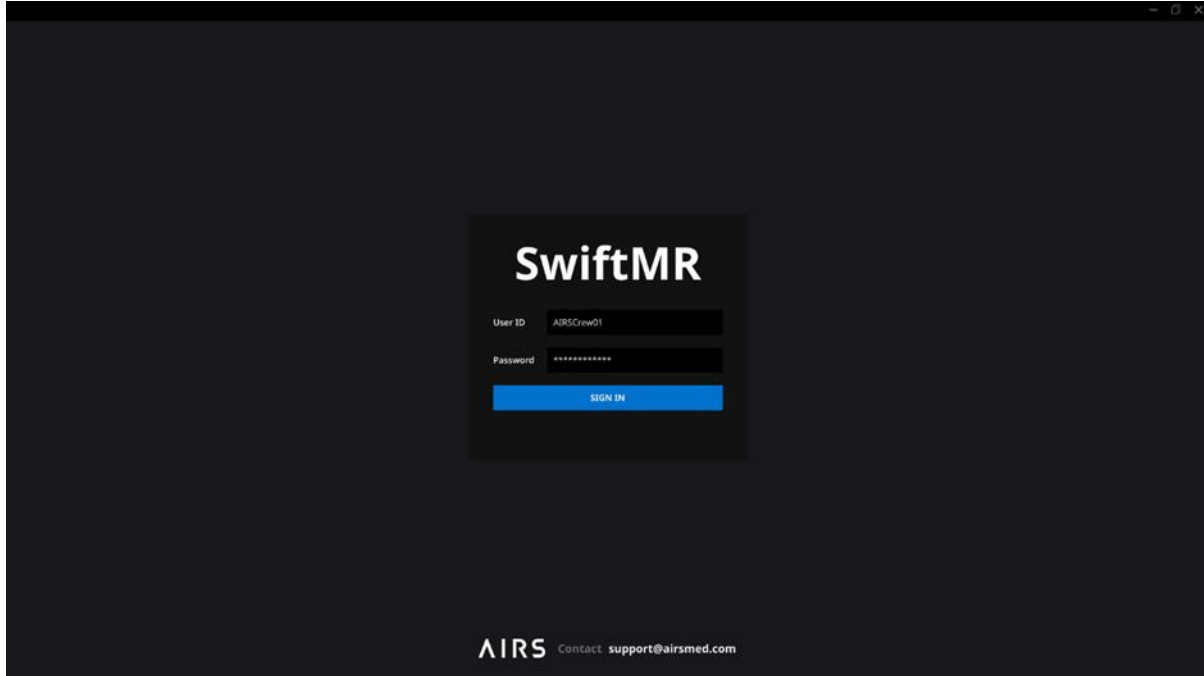 SwiftMR
User ID AIRSCrew01
Password ************
SIGN IN
AIRS Contact support@airsmed.com